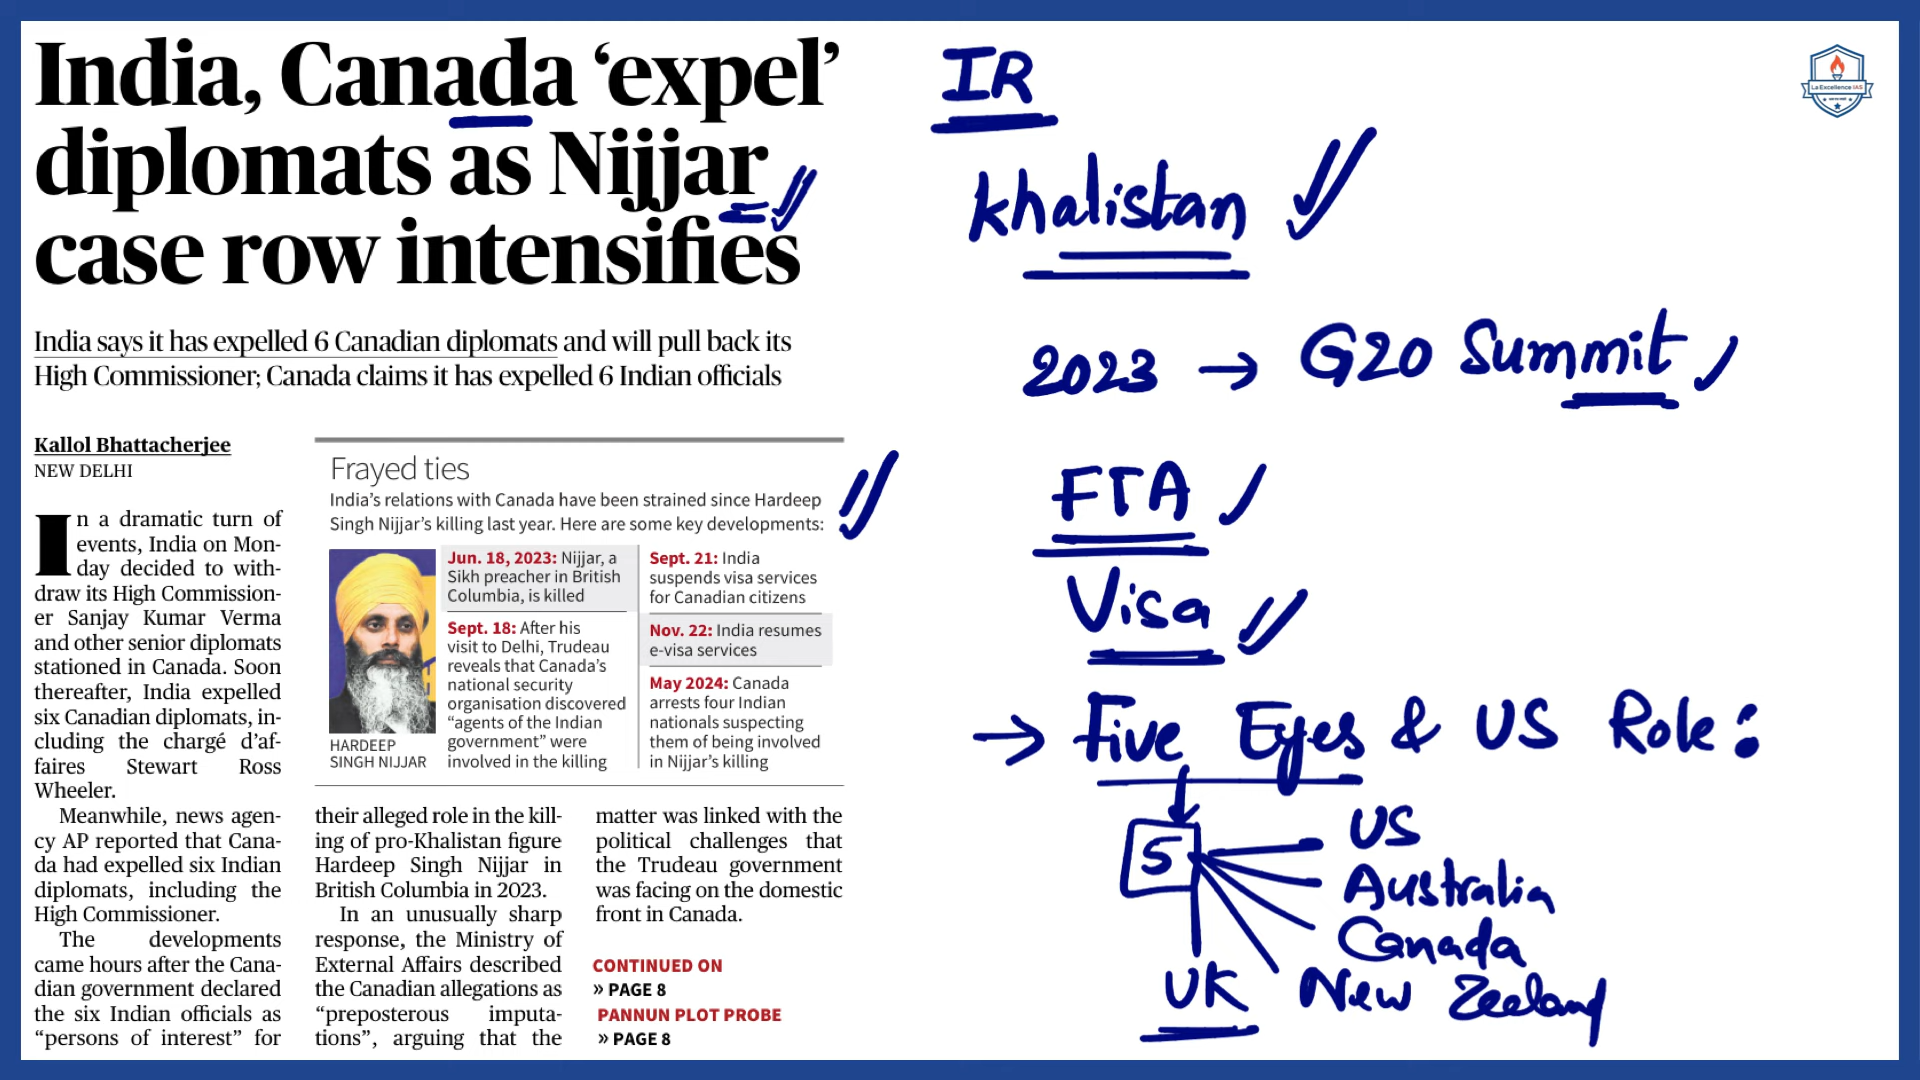 India, Canada ‘expel’
diplomats as Nijjar
case row intensifies
India says it has expelled 6 Canadian diplomats and will pull back its
High Commissioner; Canada claims it has expelled 6 Indian officials
Kallol Bhattacherjee
NEW DELHI
In a dramatic turn of
events, India on Mon-
day decided to with-
draw its High Commission-
er Sanjay Kumar Verma
and other senior diplomats
stationed in Canada. Soon
thereafter, India expelled
six Canadian diplomats, in-
cluding the chargé d’af-
faires Stewart Ross
Wheeler.
Meanwhile, news agen-
cy AP reported that Cana-
da had expelled six Indian
diplomats, including the
High Commissioner.
The developments
came hours after the Cana-
dian government declared
the six Indian officials as
“persons of interest” for
Frayed ties
India’s relations with Canada have been strained since Hardeep
Singh Nijjar’s killing last year. Here are some key developments:
HARDEEP
SINGH NIJJAR
Jun. 18, 2023: Nijjar, a
Sikh preacher in British
Columbia, is killed
Sept. 18: After his
visit to Delhi, Trudeau
reveals that Canada’s
national security
organisation discovered
“agents of the Indian
government” were
involved in the killing
Sept. 21: India
suspends visa services
for Canadian citizens
Nov. 22: India resumes
e-visa services
May 2024: Canada
arrests four Indian
nationals suspecting
them of being involved
in Nijjar’s killing
their alleged role in the kill-
ing of pro-Khalistan figure
Hardeep Singh Nijjar in
British Columbia in 2023.
In an unusually sharp
response, the Ministry of
External Affairs described
the Canadian allegations as
“preposterous imputa-
tions”, arguing that the
matter was linked with the
political challenges that
the Trudeau government
was facing on the domestic
front in Canada.
CONTINUED ON
» PAGE 8
PANNUN PLOT PROBE
» PAGE 8
IR
Khalistan
2023 → G20 Summit
FTA
Visa
→ Five Eyes & US Role:
5
US
Australia
Canada
New Zeeland
UK
La Excellence IAS